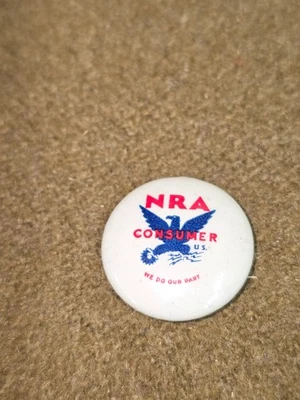 NRA
CONSUMER
U.S.
WE DO OUR PART